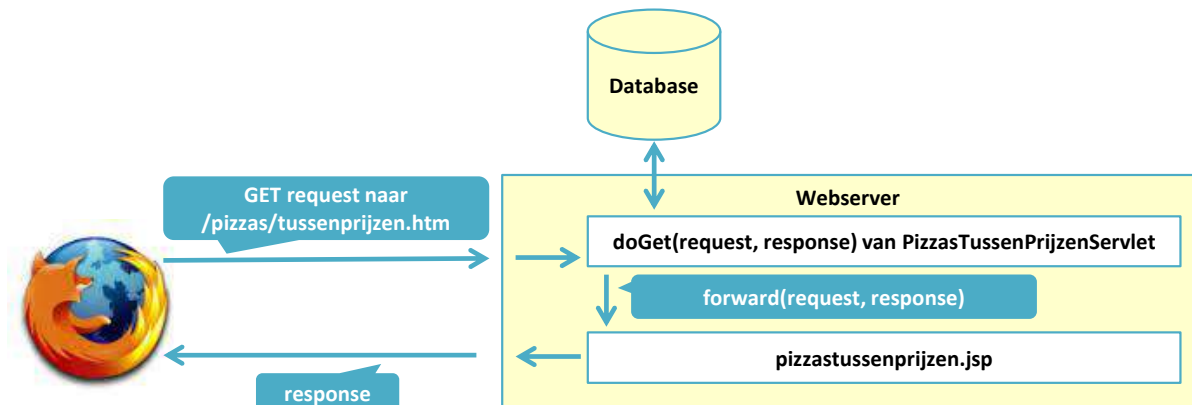 Database
GET request naar
/pizzas/tussenprijzen.htm
Webserver
doGet(request, response) van PizzasTussenPrijzenServlet
forward(request, response)
pizzastussenprijzen.jsp
response